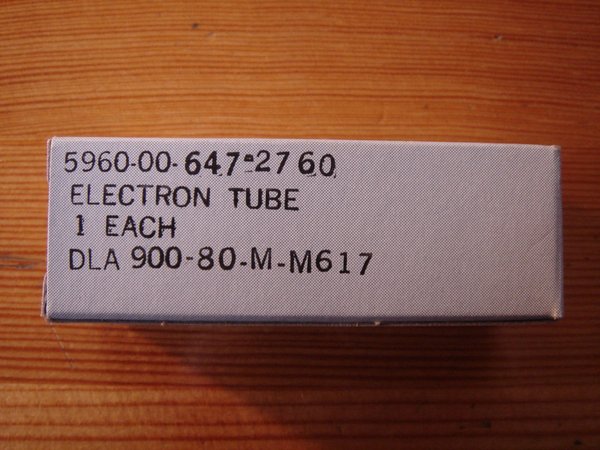 5960-00-647-2760
ELECTRON TUBE
1 EACH
DLA 900-80-M-M617